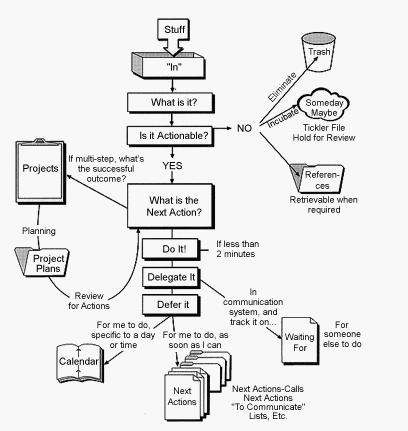 Stuff
"In"
What is it?
Is it Actionable?
NO
Eliminate
Trash
Incubate
Someday
Maybe
Tickler File
Hold for Review
Referen-
ces
Retrievable when
required
YES
If multi-step, what's
the successful
outcome?
Projects
What is the
Next Action?
Planning
Project
Plans
Review
for Actions
Do It!
If less than
2 minutes
Delegate It
In
communication
system, and
track it on...
Waiting
For
For
someone
else to do
Defer it
For me to do,
specific to a day
or time
Calendar
For me to do, as
soon as I can
Next
Actions
Next Actions-Calls
Next Actions
"To Communicate"
Lists, Etc.